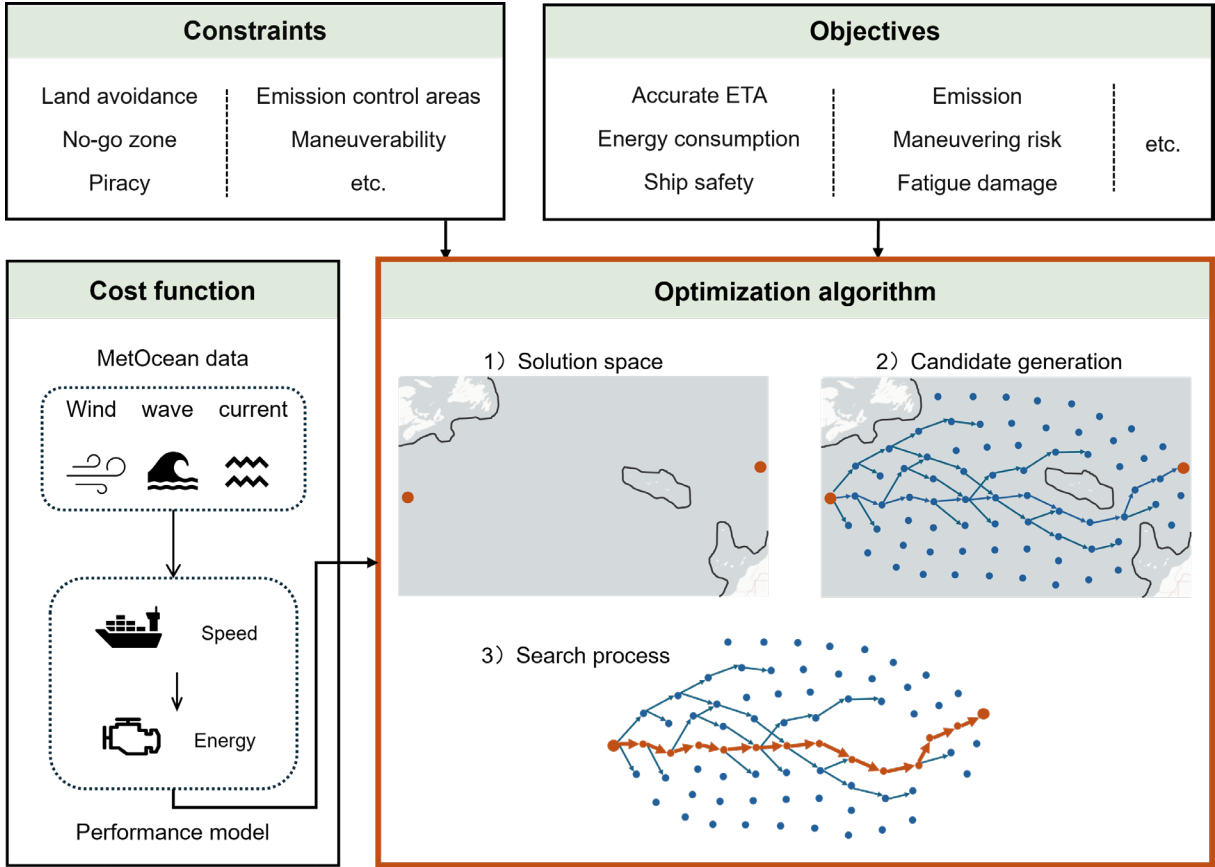 Constraints
Land avoidance
No-go zone
Piracy
Emission control areas
Maneuverability
etc.
Objectives
Accurate ETA
Energy consumption
Ship safety
Emission
Maneuvering risk
Fatigue damage
etc.
Cost function
MetOcean data
Wind wave current
Speed
Energy
Performance model
Optimization algorithm
1）Solution space
2）Candidate generation
3）Search process